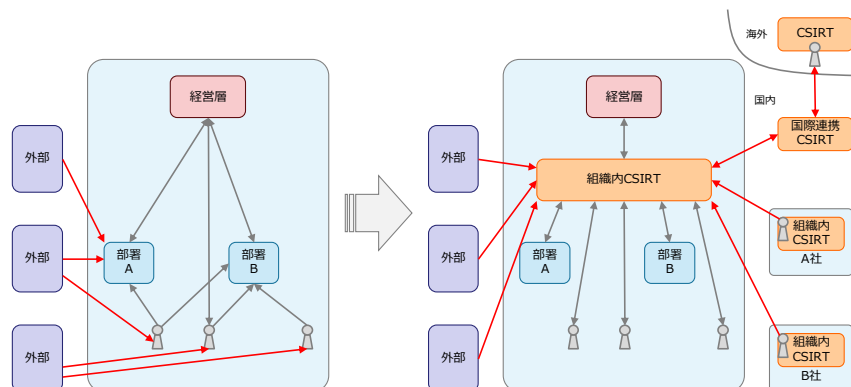 経営層
外部
外部
外部
部署
A
部署
B
経営層
外部
外部
外部
組織内CSIRT
部署
A
部署
B
海外
CSIRT
国内
国際連携
CSIRT
組織内
CSIRT
A社
組織内
CSIRT
B社